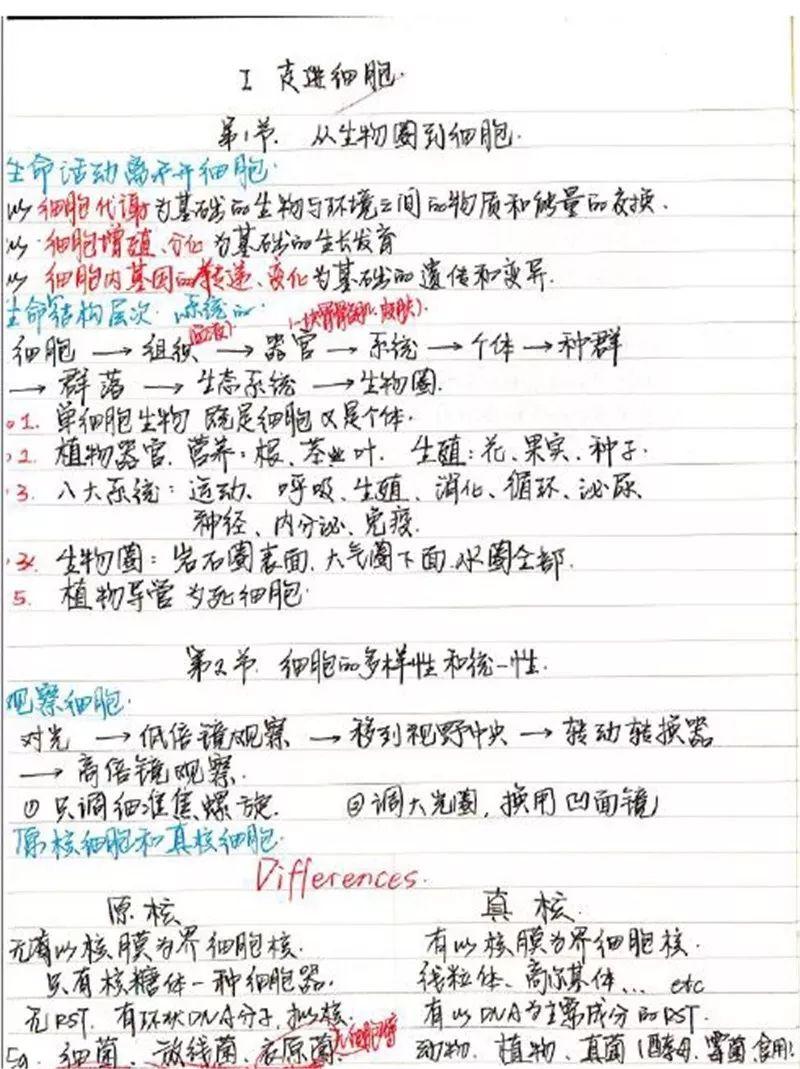 I 走进细胞.
第1节. 从生物圈到细胞.
生命活动离不开细胞.
以 细胞代谢为基础的生物与环境之间的物质和能量的交换.
以 细胞增殖、分化为基础的生长发育
以 细胞内基因的传递、变化为基础的遗传和变异.
生命结构层次. 系统的
(血液) (一块骨骼肌、皮肤).
细胞 → 组织 → 器官 → 系统 → 个体 → 种群
→ 群落 → 生态系统 → 生物圈.
1. 单细胞生物 既是细胞又是个体.
2. 植物器官. 营养:根、茎、叶. 生殖:花、果实、种子.
3. 八大系统: 运动、呼吸、生殖、消化、循环、泌尿、
神经、内分泌、免疫.
生物圈: 岩石圈表面、大气圈下面、水圈全部.
5. 植物导管为死细胞.
第2节. 细胞的多样性和统一性.
观察细胞.
对光 → 低倍镜观察 → 移到视野中央 → 转动转换器
→ 高倍镜观察.
① 只调细准焦螺旋. ②调大光圈, 换用凹面镜
原核细胞和真核细胞.
Differences.
原核 真核.
无有以核膜为界细胞核. 有以核膜为界细胞核.
只有核糖体一种细胞器. 线粒体、高尔基体... etc
无RST. 有环状DNA分子, 拟核. 有以DNA为主要成分的RST.
Eg. 细菌、放线菌、衣原菌. 动物、植物、真菌(酵母、霉菌、食用